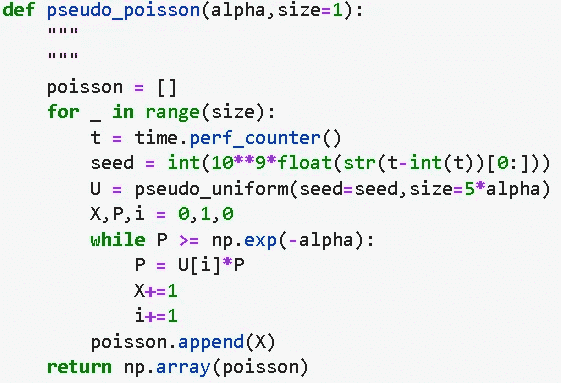 def pseudo_poisson(alpha,size=1):
    """
    """
    poisson = []
    for _ in range(size):
        t = time.perf_counter()
        seed = int(10**9*float(str(t-int(t))[0:]))
        U = pseudo_uniform(seed=seed,size=5*alpha)
        X,P,i = 0,1,0
        while P >= np.exp(-alpha):
            P = U[i]*P
            X+=1
            i+=1
        poisson.append(X)
    return np.array(poisson)